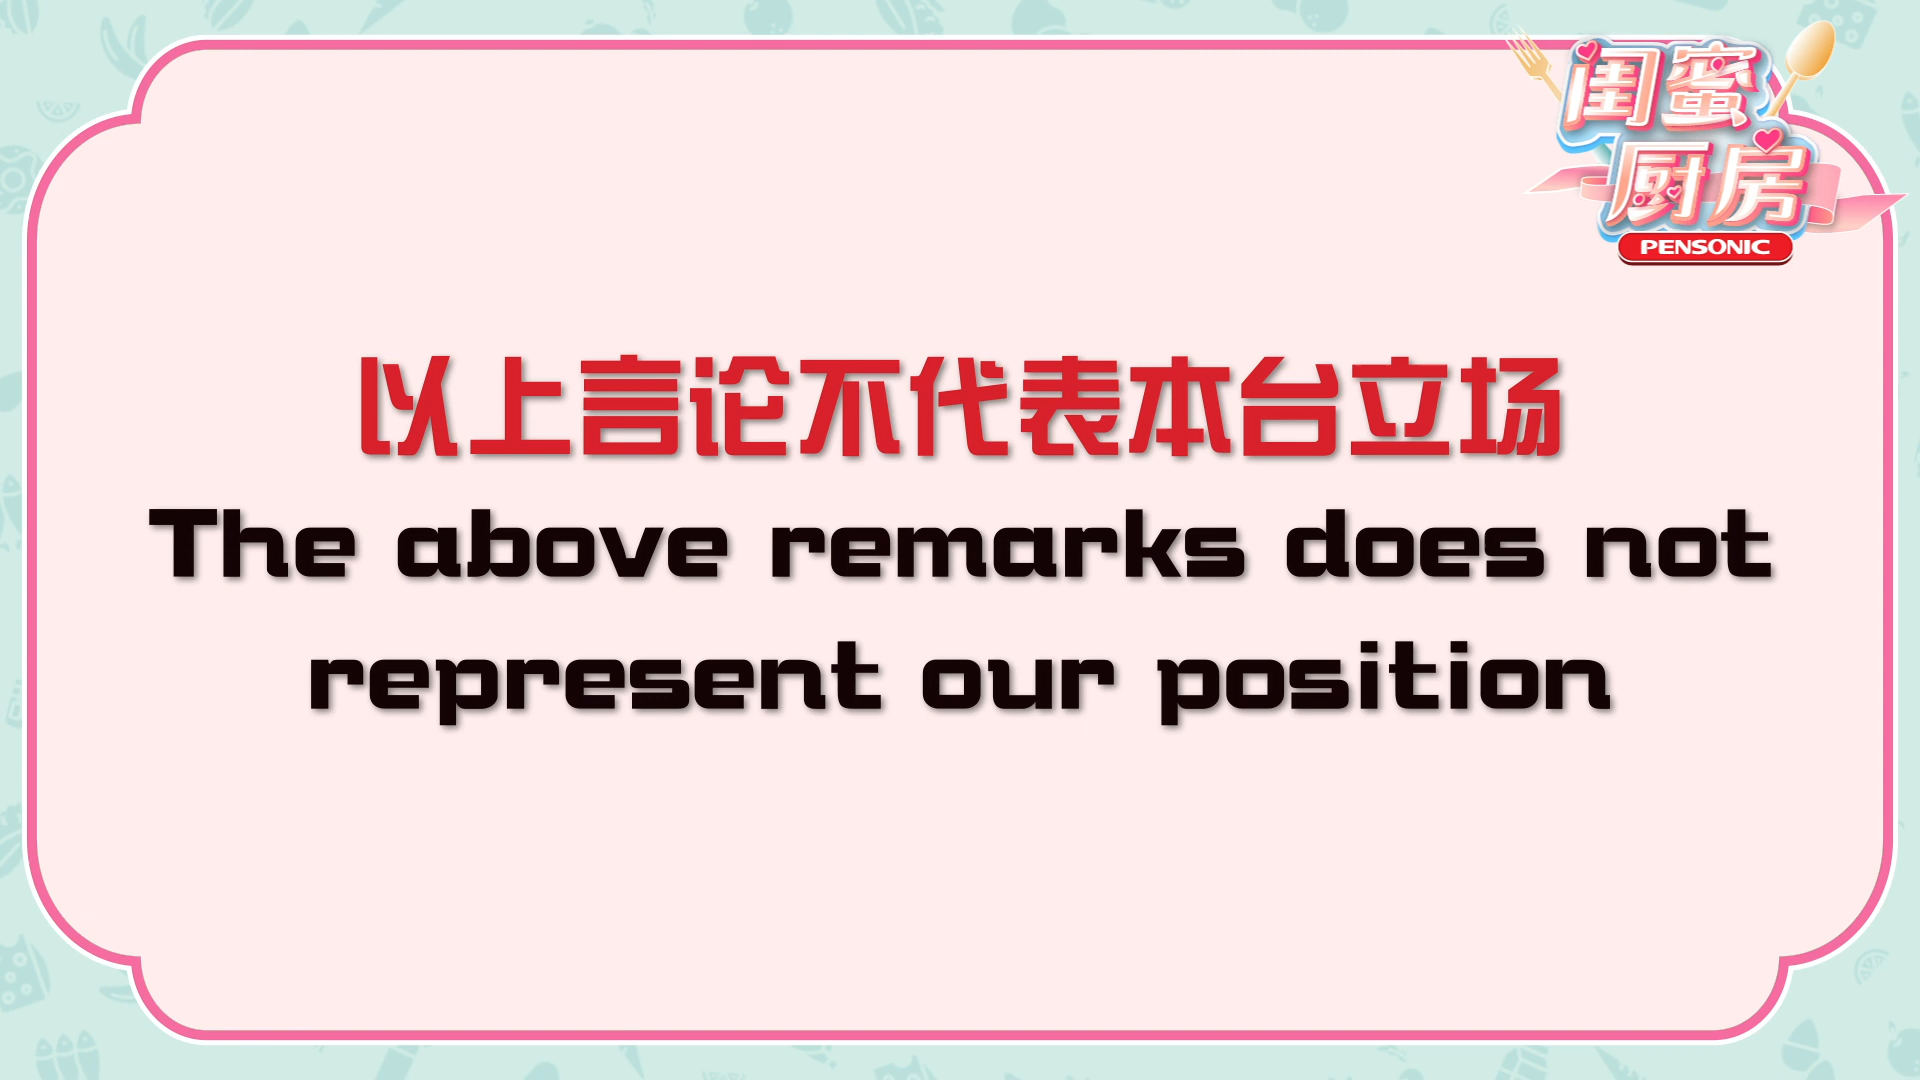 闺蜜
厨房
PENSONIC
以上言论不代表本台立场
The above remarks does not
represent our position